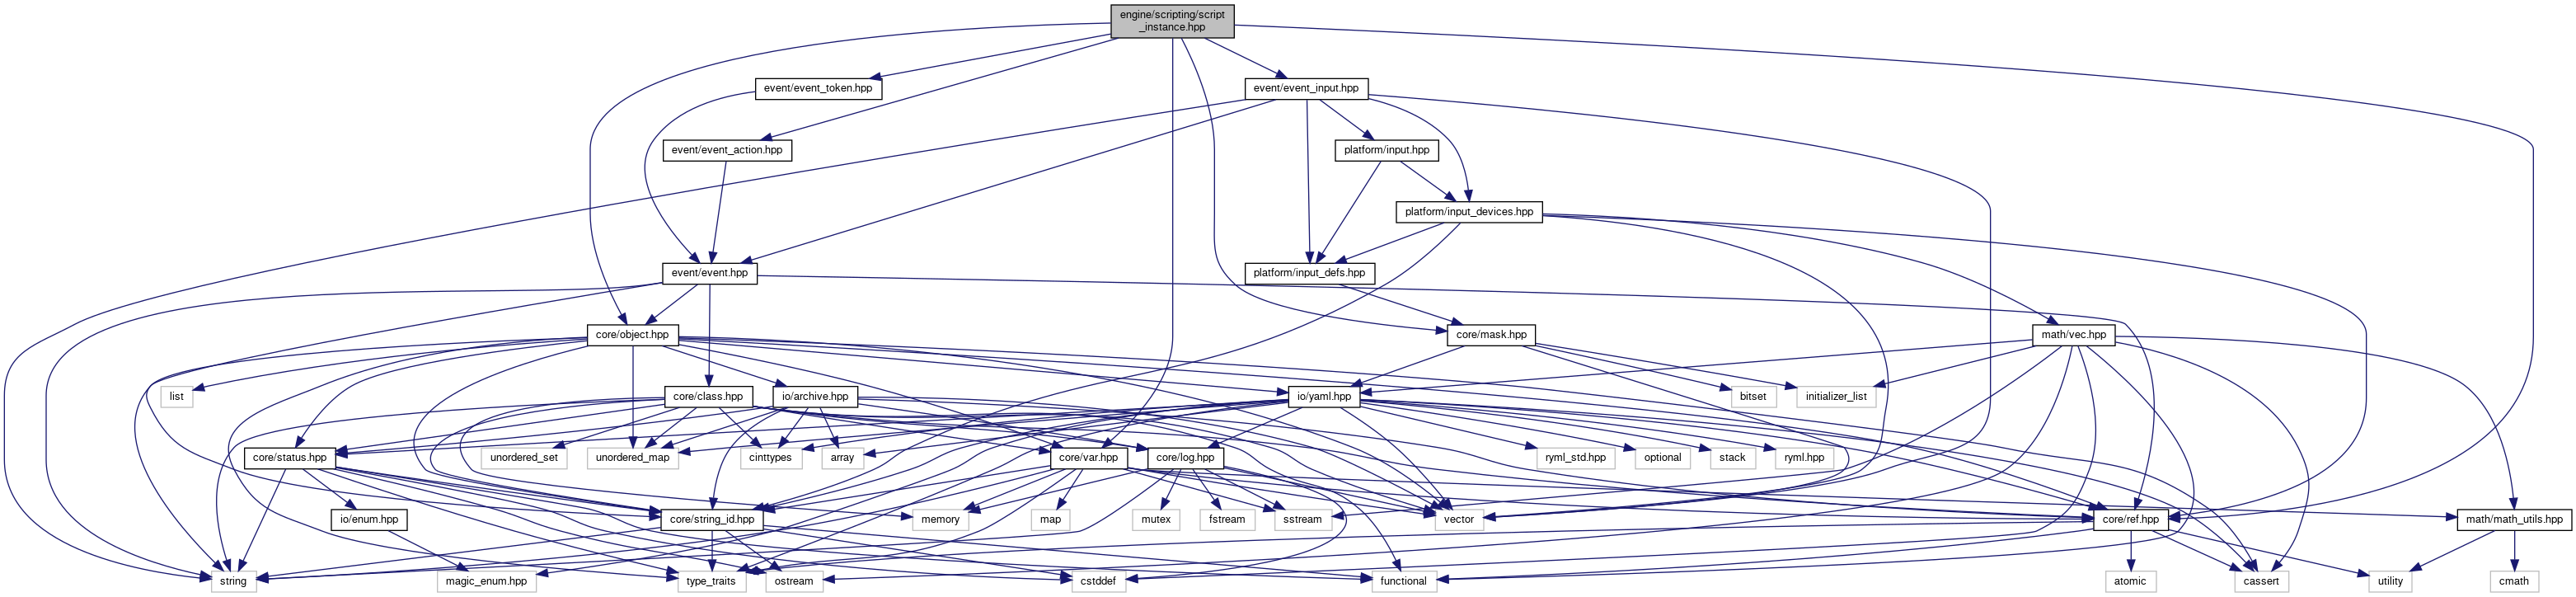 engine/scripting/script
_instance.hpp
event/event_token.hpp
event/event_input.hpp
event/event_action.hpp
platform/input.hpp
platform/input_devices.hpp
event/event.hpp
platform/input_defs.hpp
core/object.hpp
core/mask.hpp
math/vec.hpp
list
core/class.hpp
io/archive.hpp
io/yaml.hpp
bitset
initializer_list
core/status.hpp
unordered_set
unordered_map
cinttypes
array
core/var.hpp
core/log.hpp
ryml_std.hpp
optional
stack
ryml.hpp
io/enum.hpp
core/string_id.hpp
memory
map
mutex
fstream
sstream
vector
core/ref.hpp
math/math_utils.hpp
string
magic_enum.hpp
type_traits
ostream
cstddef
functional
atomic
cassert
utility
cmath